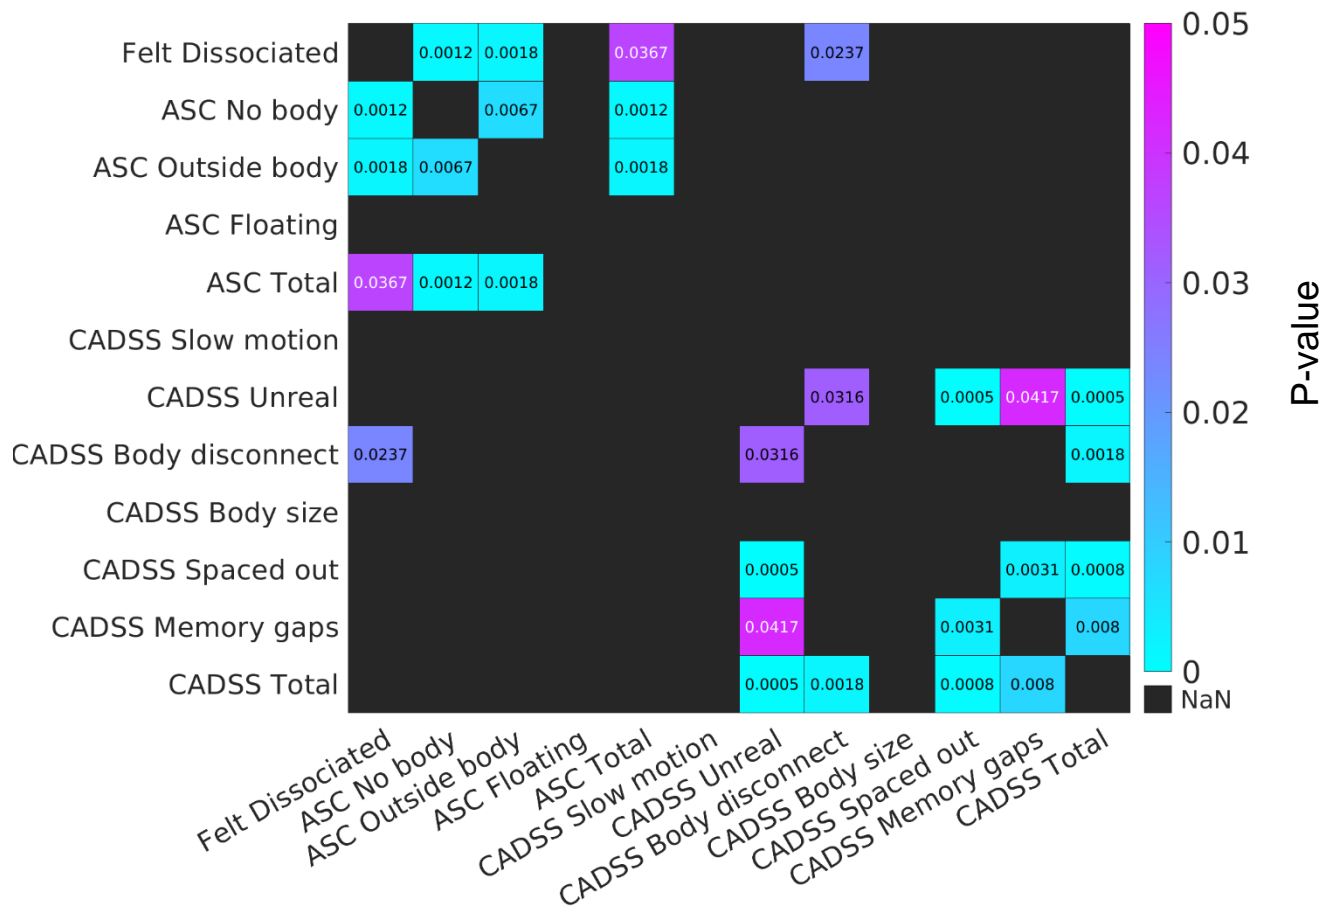 Felt Dissociated 0.0012 0.0018 0.0367 0.0237
ASC No body 0.0012 0.0067 0.0012
ASC Outside body 0.0018 0.0067 0.0018
ASC Floating
ASC Total 0.0367 0.0012 0.0018
CADSS Slow motion
CADSS Unreal 0.0316 0.0005 0.0417 0.0005
CADSS Body disconnect 0.0237 0.0316 0.0018
CADSS Body size
CADSS Spaced out 0.0005 0.0031 0.0008
CADSS Memory gaps 0.0417 0.0031 0.008
CADSS Total 0.0005 0.0018 0.0008 0.008
Felt Dissociated
ASC No body
ASC Outside body
ASC Floating
ASC Total
CADSS Slow motion
CADSS Unreal
CADSS Body disconnect
CADSS Body size
CADSS Spaced out
CADSS Memory gaps
CADSS Total
0.05
0.04
0.03
0.02
0.01
0
NaN
P-value